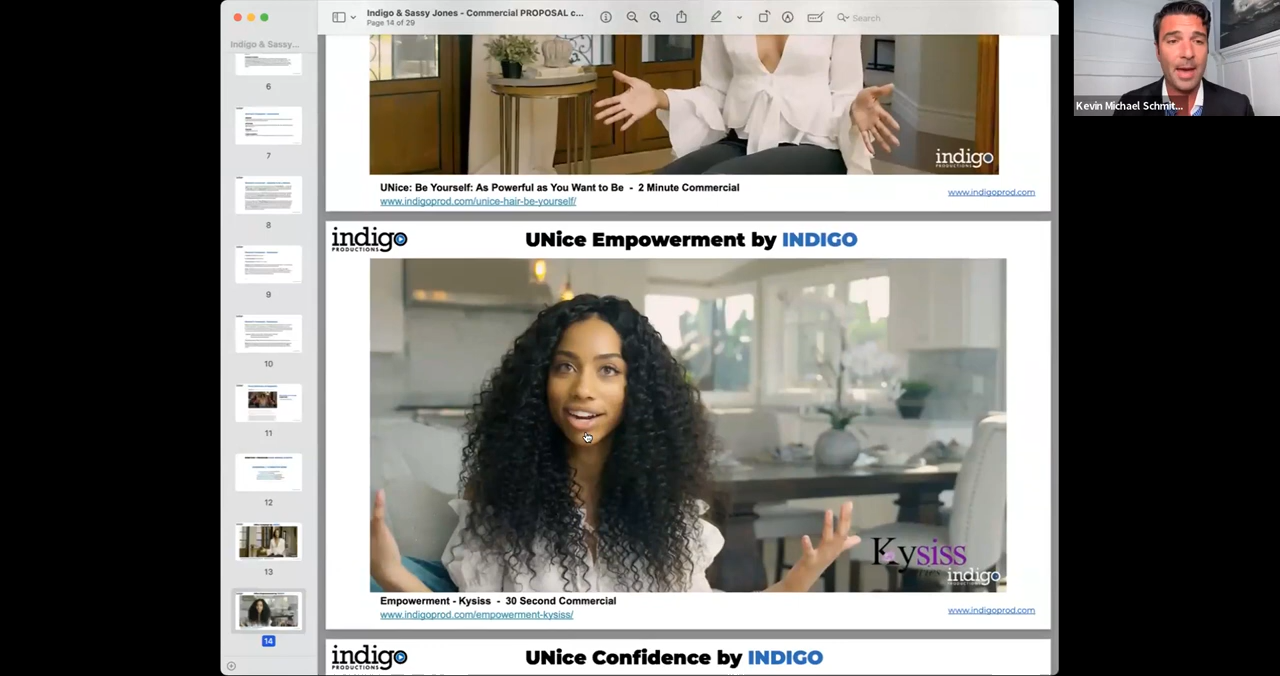 Indigo & Sassy Jones - Commercial PROPOSAL c...
Page 14 of 29
Search
Kevin Michael Schmit...
Indigo & Sassy...
6
7
8
9
10
11
12
13
14
indigo
UNice: Be Yourself: As Powerful as You Want to Be - 2 Minute Commercial
www.indigoprod.com
www.indigoprod.com/unice-hair-be-yourself/
indigo
PRODUCTIONS
UNice Empowerment by INDIGO
Kysiss
indigo
Empowerment - Kysiss - 30 Second Commercial
www.indigoprod.com
www.indigoprod.com/empowerment-kysiss/
indigo
PRODUCTIONS
UNice Confidence by INDIGO